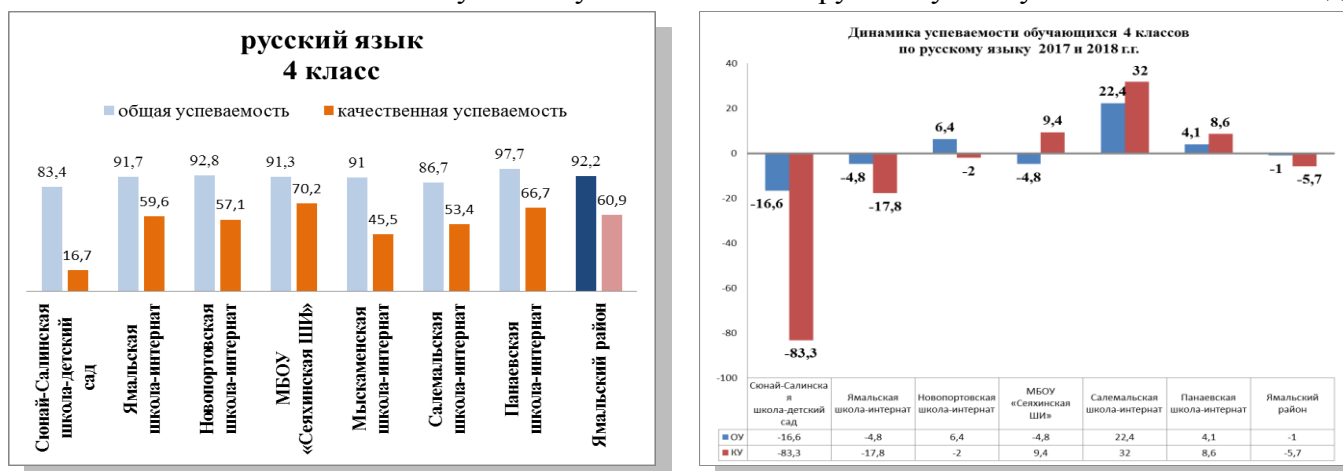 русский язык
4 класс
общая успеваемость
качественная успеваемость
83,4
16,7
91,7
59,6
92,8
57,1
91,3
70,2
91
45,5
86,7
53,4
97,7
66,7
92,2
60,9
Сюнай-Салинская
школа-детский
сад
Ямальская
школа-интернат
Новопортовская
школа-интернат
МБОУ
«Сеяхинская ШИ»
Мыскаменская
школа-интернат
Салемальская
школа-интернат
Панаевская
школа-интернат
Ямальский район
Динамика успеваемости обучающихся 4 классов
по русскому языку 2017 и 2018 г.г.
40
20
0
-20
-40
-60
-80
-100
-16,6
-83,3
-4,8
-17,8
6,4
-2
-4,8
9,4
22,4
32
4,1
8,6
-1
-5,7
Сюнай-Салинска
я
школа-детский
сад
Ямальская
школа-интернат
Новопортовская
школа-интернат
МБОУ
«Сеяхинская
ШИ»
Салемальская
школа-интернат
Панаевская
школа-интернат
Ямальский
район
ОУ -16,6 -4,8 6,4 -4,8 22,4 4,1 -1
КУ -83,3 -17,8 -2 9,4 32 8,6 -5,7